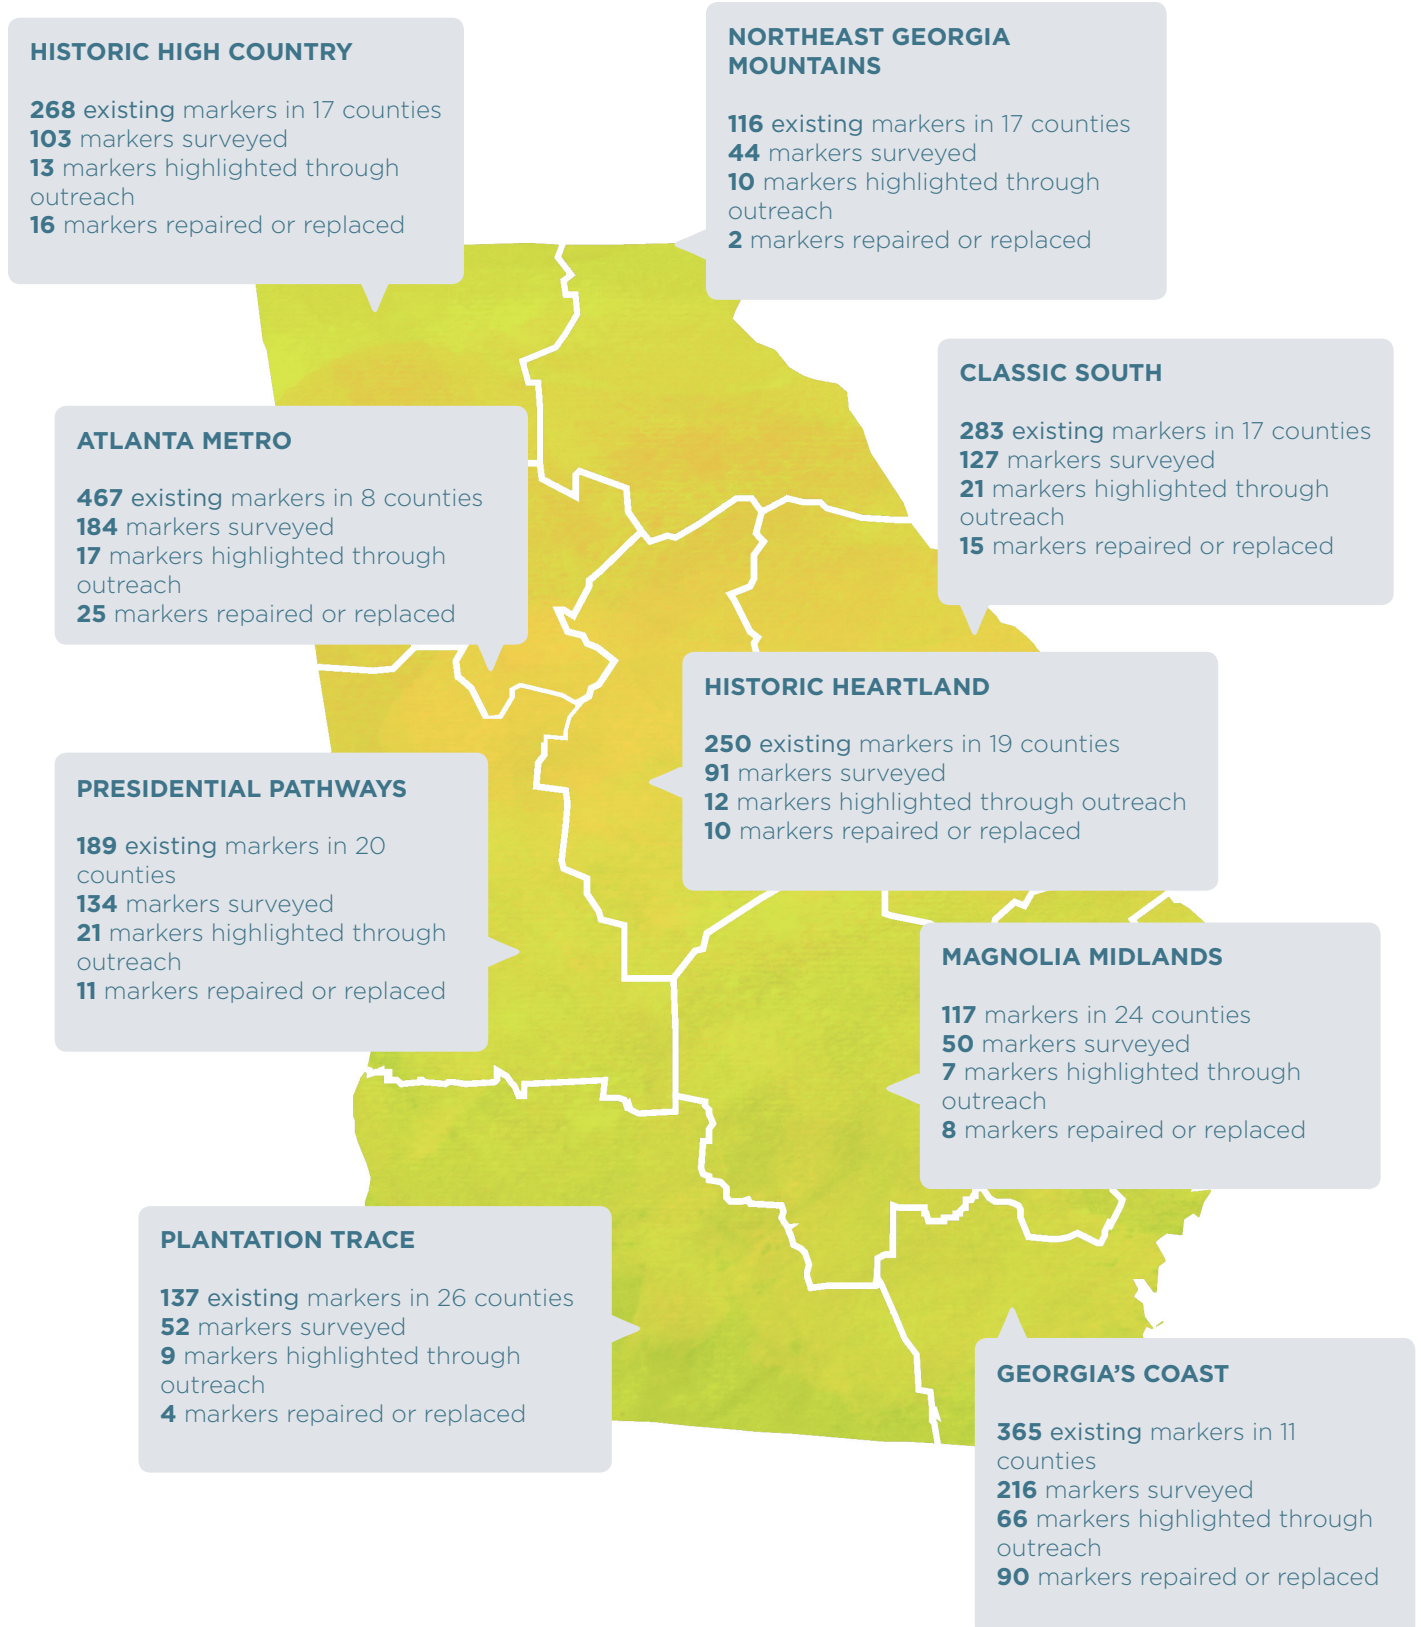 HISTORIC HIGH COUNTRY
268 existing markers in 17 counties
103 markers surveyed
13 markers highlighted through
outreach
16 markers repaired or replaced
NORTHEAST GEORGIA
MOUNTAINS
116 existing markers in 17 counties
44 markers surveyed
10 markers highlighted through
outreach
2 markers repaired or replaced
CLASSIC SOUTH
283 existing markers in 17 counties
127 markers surveyed
21 markers highlighted through
outreach
15 markers repaired or replaced
ATLANTA METRO
467 existing markers in 8 counties
184 markers surveyed
17 markers highlighted through
outreach
25 markers repaired or replaced
HISTORIC HEARTLAND
250 existing markers in 19 counties
91 markers surveyed
12 markers highlighted through outreach
10 markers repaired or replaced
PRESIDENTIAL PATHWAYS
189 existing markers in 20
counties
134 markers surveyed
21 markers highlighted through
outreach
11 markers repaired or replaced
MAGNOLIA MIDLANDS
117 markers in 24 counties
50 markers surveyed
7 markers highlighted through
outreach
8 markers repaired or replaced
PLANTATION TRACE
137 existing markers in 26 counties
52 markers surveyed
9 markers highlighted through
outreach
4 markers repaired or replaced
GEORGIA’S COAST
365 existing markers in 11
counties
216 markers surveyed
66 markers highlighted through
outreach
90 markers repaired or replaced